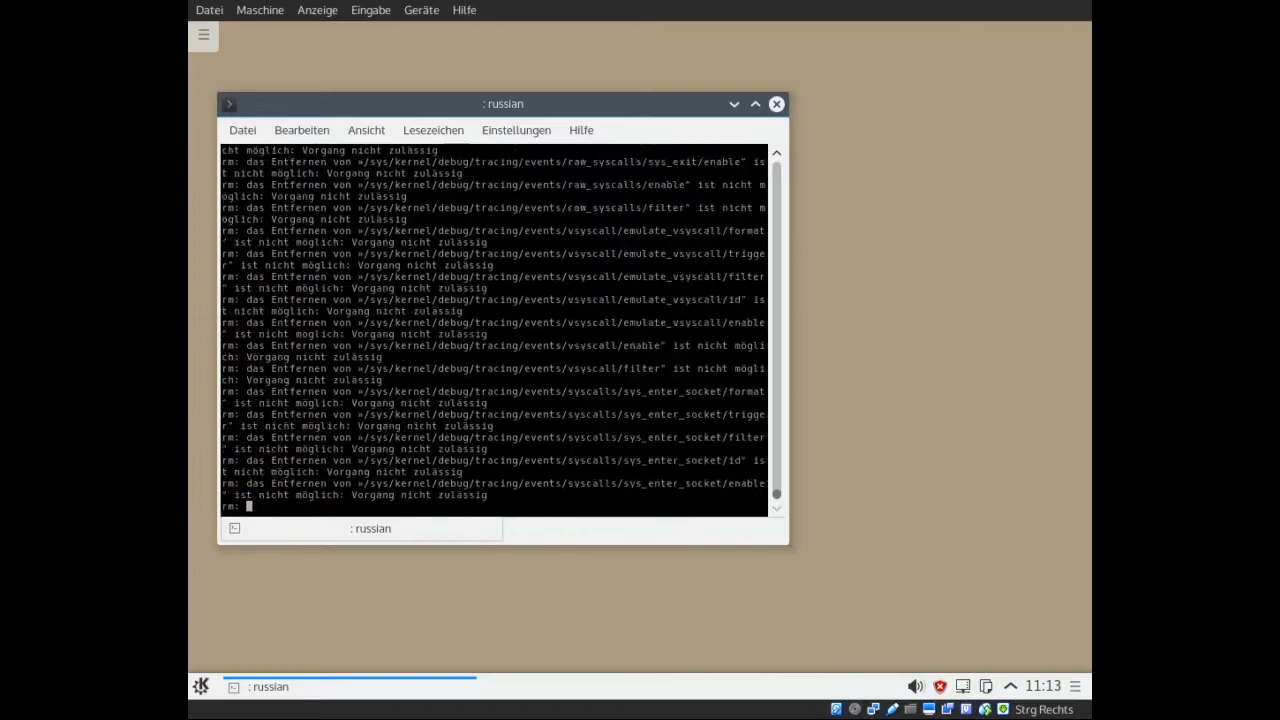 Datei Maschine Anzeige Eingabe Geräte Hilfe
: russian
Datei Bearbeiten Ansicht Lesezeichen Einstellungen Hilfe
cht möglich: Vorgang nicht zulässig
rm: das Entfernen von »/sys/kernel/debug/tracing/events/raw_syscalls/sys_exit/enable“ is
t nicht möglich: Vorgang nicht zulässig
rm: das Entfernen von »/sys/kernel/debug/tracing/events/raw_syscalls/enable“ ist nicht m
öglich: Vorgang nicht zulässig
rm: das Entfernen von »/sys/kernel/debug/tracing/events/raw_syscalls/filter“ ist nicht m
öglich: Vorgang nicht zulässig
rm: das Entfernen von »/sys/kernel/debug/tracing/events/vsyscall/emulate_vsyscall/format
“ ist nicht möglich: Vorgang nicht zulässig
rm: das Entfernen von »/sys/kernel/debug/tracing/events/vsyscall/emulate_vsyscall/trigge
r“ ist nicht möglich: Vorgang nicht zulässig
rm: das Entfernen von »/sys/kernel/debug/tracing/events/vsyscall/emulate_vsyscall/filter
“ ist nicht möglich: Vorgang nicht zulässig
rm: das Entfernen von »/sys/kernel/debug/tracing/events/vsyscall/emulate_vsyscall/id“ is
t nicht möglich: Vorgang nicht zulässig
rm: das Entfernen von »/sys/kernel/debug/tracing/events/vsyscall/emulate_vsyscall/enable
“ ist nicht möglich: Vorgang nicht zulässig
rm: das Entfernen von »/sys/kernel/debug/tracing/events/vsyscall/enable“ ist nicht mögli
ch: Vorgang nicht zulässig
rm: das Entfernen von »/sys/kernel/debug/tracing/events/vsyscall/filter“ ist nicht mögli
ch: Vorgang nicht zulässig
rm: das Entfernen von »/sys/kernel/debug/tracing/events/syscalls/sys_enter_socket/format
“ ist nicht möglich: Vorgang nicht zulässig
rm: das Entfernen von »/sys/kernel/debug/tracing/events/syscalls/sys_enter_socket/trigge
r“ ist nicht möglich: Vorgang nicht zulässig
rm: das Entfernen von »/sys/kernel/debug/tracing/events/syscalls/sys_enter_socket/filter
“ ist nicht möglich: Vorgang nicht zulässig
rm: das Entfernen von »/sys/kernel/debug/tracing/events/syscalls/sys_enter_socket/id“ is
t nicht möglich: Vorgang nicht zulässig
rm: das Entfernen von »/sys/kernel/debug/tracing/events/syscalls/sys_enter_socket/enable
“ ist nicht möglich: Vorgang nicht zulässig
rm:
: russian
: russian 11:13
Strg Rechts